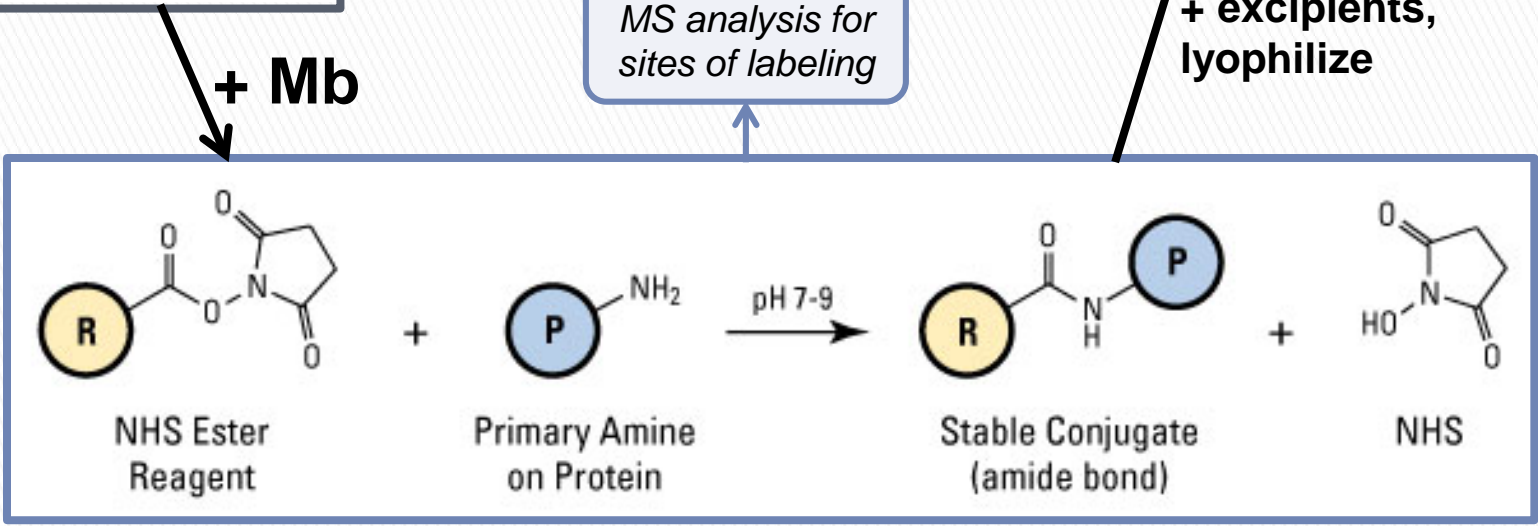 MS analysis for
sites of labeling
+ excipients,
lyophilize
+ Mb
O
O
O
N
O
R
+
P
NH₂
pH 7-9
O
R
N
H
P
+
O
N
HO
O
NHS Ester
Reagent
Primary Amine
on Protein
Stable Conjugate
(amide bond)
NHS